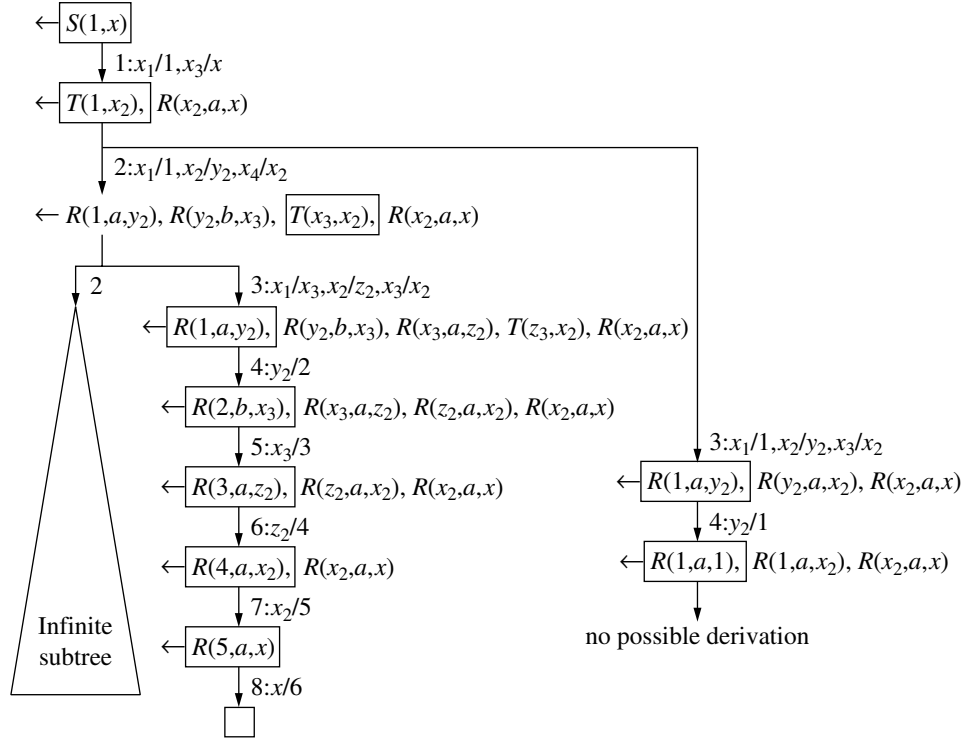 ← S(1,x)
1:x₁/1,x₃/x
← T(1,x₂), R(x₂,a,x)
2:x₁/1,x₂/y₂,x₄/x₂
← R(1,a,y₂), R(y₂,b,x₃), T(x₃,x₂), R(x₂,a,x)
2
3:x₁/x₃,x₂/z₂,x₃/x₂
← R(1,a,y₂), R(y₂,b,x₃), R(x₃,a,z₂), T(z₃,x₂), R(x₂,a,x)
4:y₂/2
← R(2,b,x₃), R(x₃,a,z₂), R(z₂,a,x₂), R(x₂,a,x)
5:x₃/3
← R(3,a,z₂), R(z₂,a,x₂), R(x₂,a,x)
6:z₂/4
← R(4,a,x₂), R(x₂,a,x)
7:x₂/5
← R(5,a,x)
8:x/6
Infinite
subtree
3:x₁/1,x₂/y₂,x₃/x₂
← R(1,a,y₂), R(y₂,a,x₂), R(x₂,a,x)
4:y₂/1
← R(1,a,1), R(1,a,x₂), R(x₂,a,x)
no possible derivation